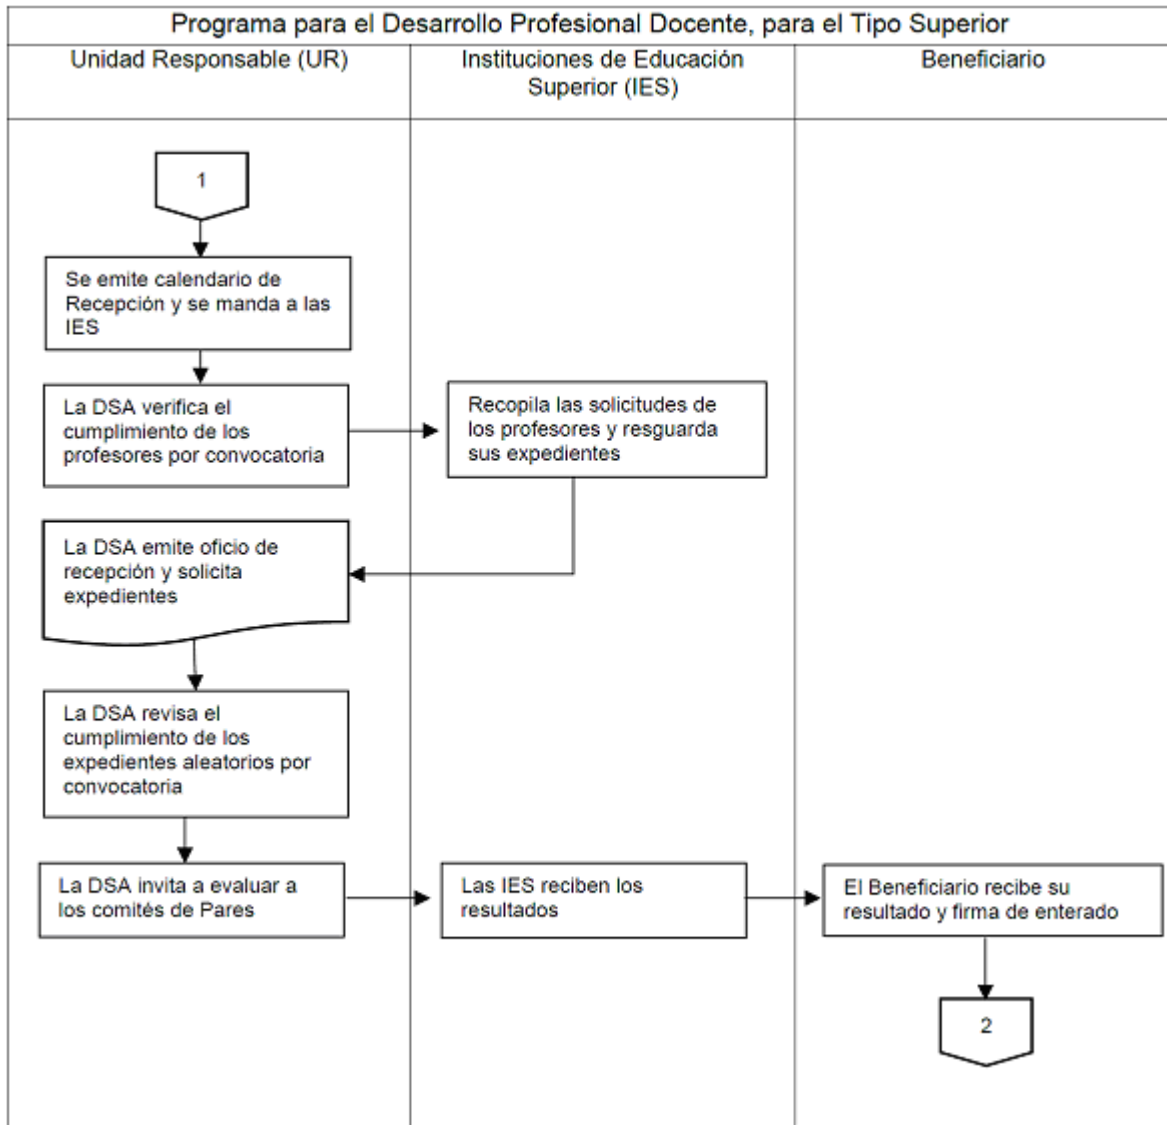 Programa para el Desarrollo Profesional Docente, para el Tipo Superior
Unidad Responsable (UR)
Instituciones de Educación
Superior (IES)
Beneficiario
1
Se emite calendario de
Recepción y se manda a las
IES
La DSA verifica el
cumplimiento de los
profesores por convocatoria
Recopila las solicitudes de
los profesores y resguarda
sus expedientes
La DSA emite oficio de
recepción y solicita
expedientes
La DSA revisa el
cumplimiento de los
expedientes aleatorios por
convocatoria
La DSA invita a evaluar a
los comités de Pares
Las IES reciben los
resultados
El Beneficiario recibe su
resultado y firma de enterado
2